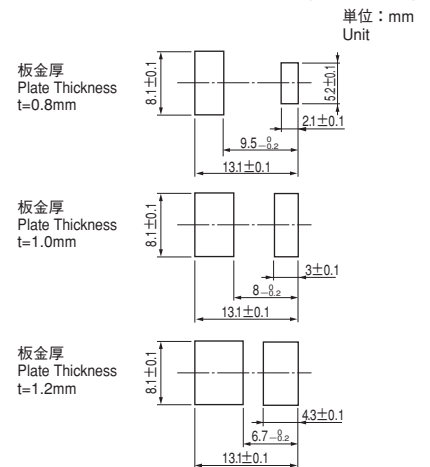 単位：mm
Unit
板金厚
Plate Thickness
t=0.8mm
8.1±0.1
5.2±0.1
2.1±0.1
9.5 0 −0.2
13.1±0.1
板金厚
Plate Thickness
t=1.0mm
8.1±0.1
3±0.1
8 0 −0.2
13.1±0.1
板金厚
Plate Thickness
t=1.2mm
8.1±0.1
4.3±0.1
6.7 0 −0.2
13.1±0.1